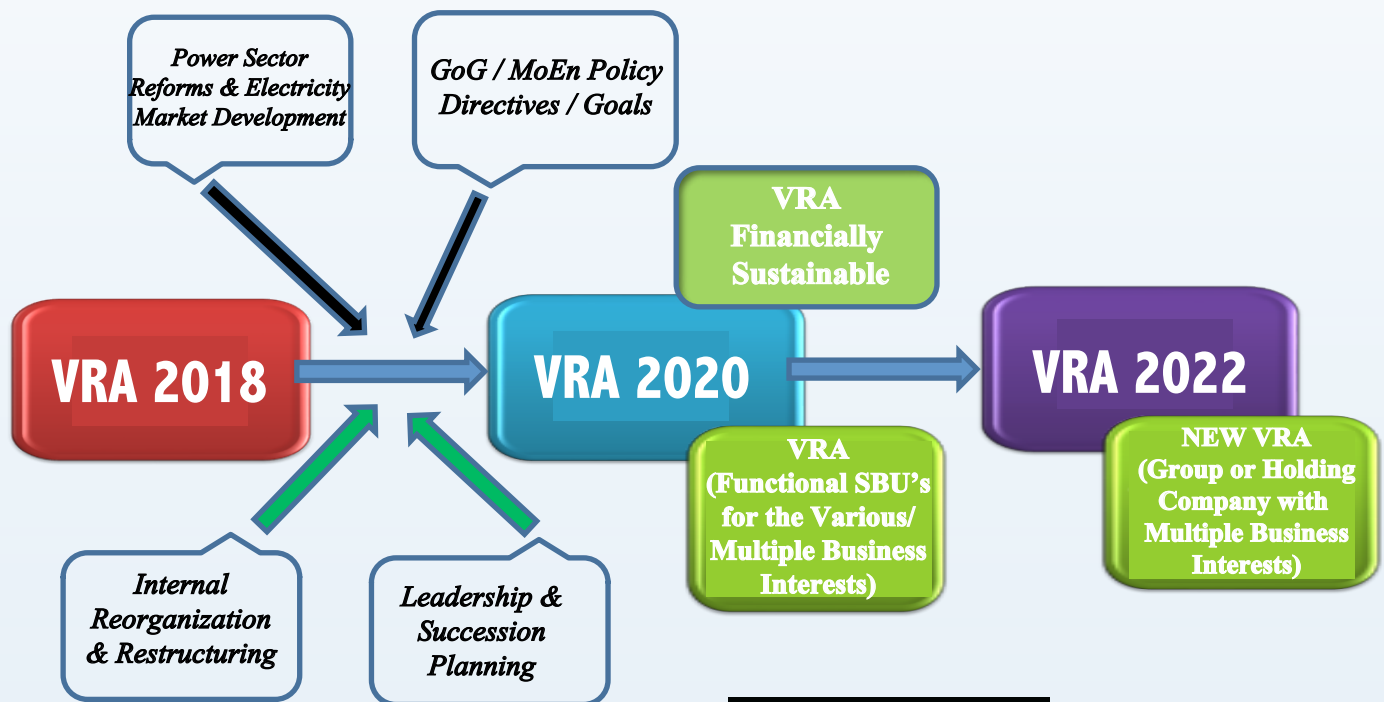 Power Sector
Reforms & Electricity
Market Development
GoG / MoEn Policy
Directives / Goals
VRA
Financially
Sustainable
VRA 2018
VRA 2020
VRA 2022
VRA
(Functional SBU's
for the Various/
Multiple Business
Interests)
NEW VRA
(Group or Holding
Company with
Multiple Business
Interests)
Internal
Reorganization
& Restructuring
Leadership &
Succession
Planning